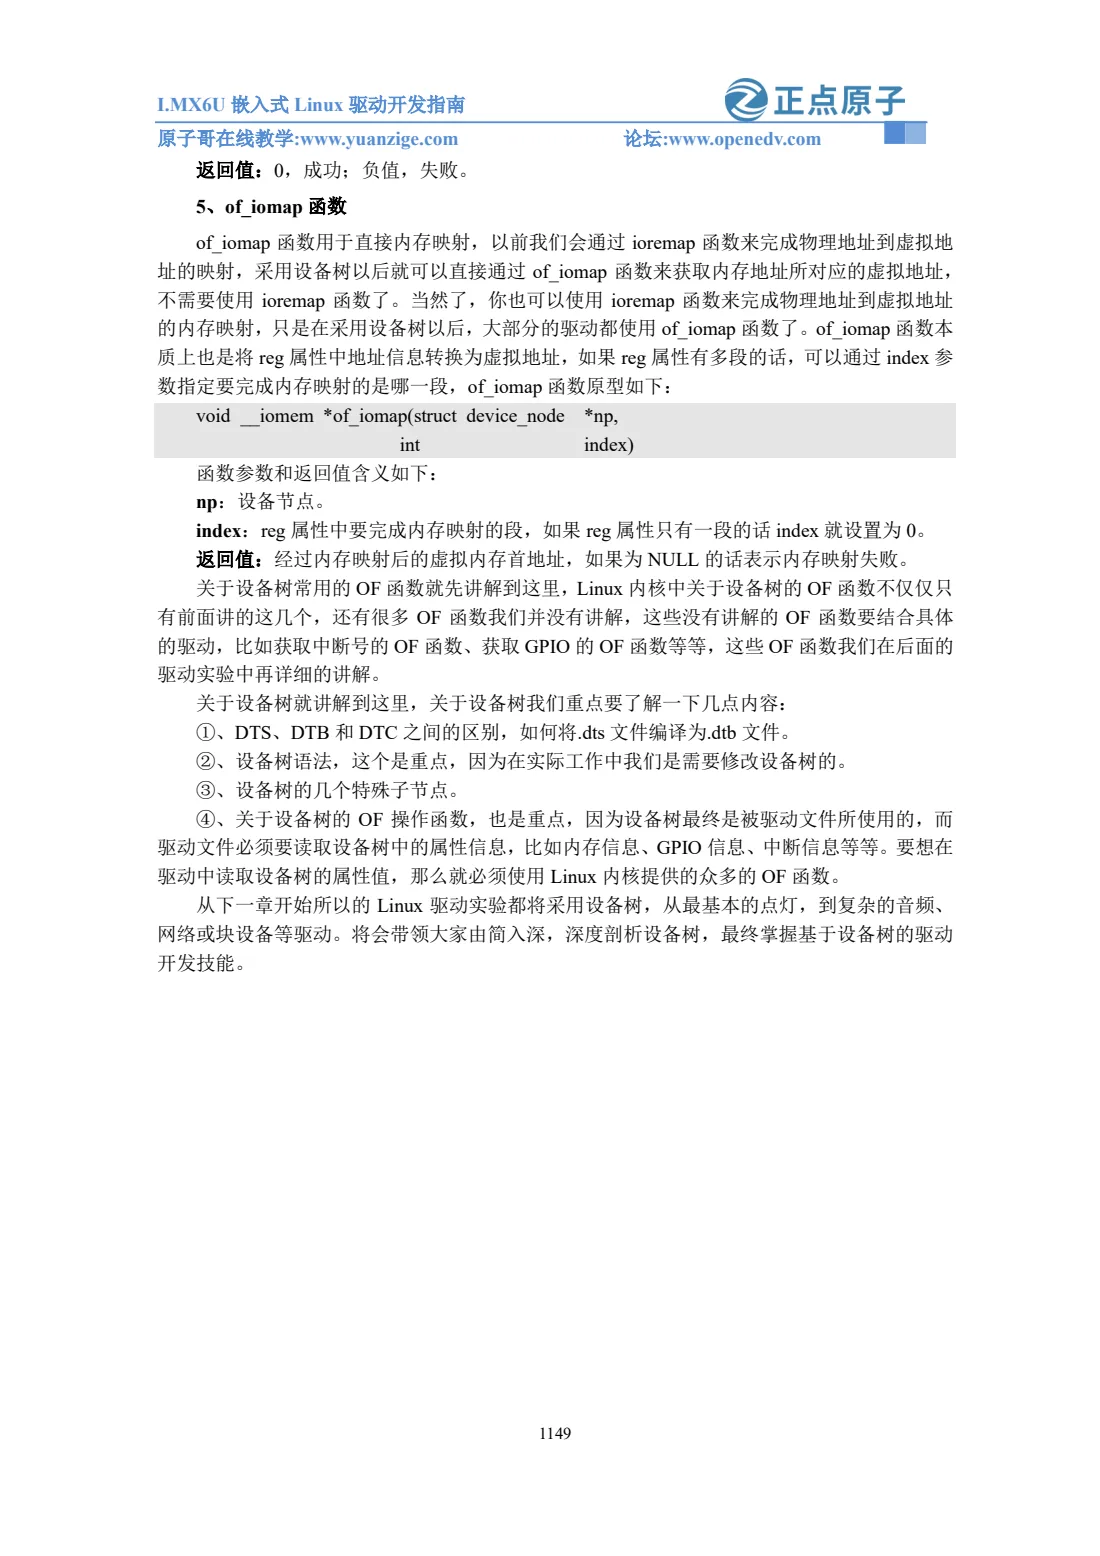 I.MX6U 嵌入式 Linux 驱动开发指南
正点原子
原子哥在线教学:www.yuanzige.com 论坛:www.openedv.com
返回值：0，成功；负值，失败。
5、of_iomap 函数
of_iomap 函数用于直接内存映射，以前我们会通过 ioremap 函数来完成物理地址到虚拟地
址的映射，采用设备树以后就可以直接通过 of_iomap 函数来获取内存地址所对应的虚拟地址，
不需要使用 ioremap 函数了。当然了，你也可以使用 ioremap 函数来完成物理地址到虚拟地址
的内存映射，只是在采用设备树以后，大部分的驱动都使用 of_iomap 函数了。of_iomap 函数本
质上也是将 reg 属性中地址信息转换为虚拟地址，如果 reg 属性有多段的话，可以通过 index 参
数指定要完成内存映射的是哪一段，of_iomap 函数原型如下：
void __iomem *of_iomap(struct device_node *np,
int index)
函数参数和返回值含义如下：
np：设备节点。
index：reg 属性中要完成内存映射的段，如果 reg 属性只有一段的话 index 就设置为 0。
返回值：经过内存映射后的虚拟内存首地址，如果为 NULL 的话表示内存映射失败。
关于设备树常用的 OF 函数就先讲解到这里，Linux 内核中关于设备树的 OF 函数不仅仅只
有前面讲的这几个，还有很多 OF 函数我们并没有讲解，这些没有讲解的 OF 函数要结合具体
的驱动，比如获取中断号的 OF 函数、获取 GPIO 的 OF 函数等等，这些 OF 函数我们在后面的
驱动实验中再详细的讲解。
关于设备树就讲解到这里，关于设备树我们重点要了解一下几点内容：
①、DTS、DTB 和 DTC 之间的区别，如何将.dts 文件编译为.dtb 文件。
②、设备树语法，这个是重点，因为在实际工作中我们是需要修改设备树的。
③、设备树的几个特殊子节点。
④、关于设备树的 OF 操作函数，也是重点，因为设备树最终是被驱动文件所使用的，而
驱动文件必须要读取设备树中的属性信息，比如内存信息、GPIO 信息、中断信息等等。要想在
驱动中读取设备树的属性值，那么就必须使用 Linux 内核提供的众多的 OF 函数。
从下一章开始所以的 Linux 驱动实验都将采用设备树，从最基本的点灯，到复杂的音频、
网络或块设备等驱动。将会带领大家由简入深，深度剖析设备树，最终掌握基于设备树的驱动
开发技能。
1149